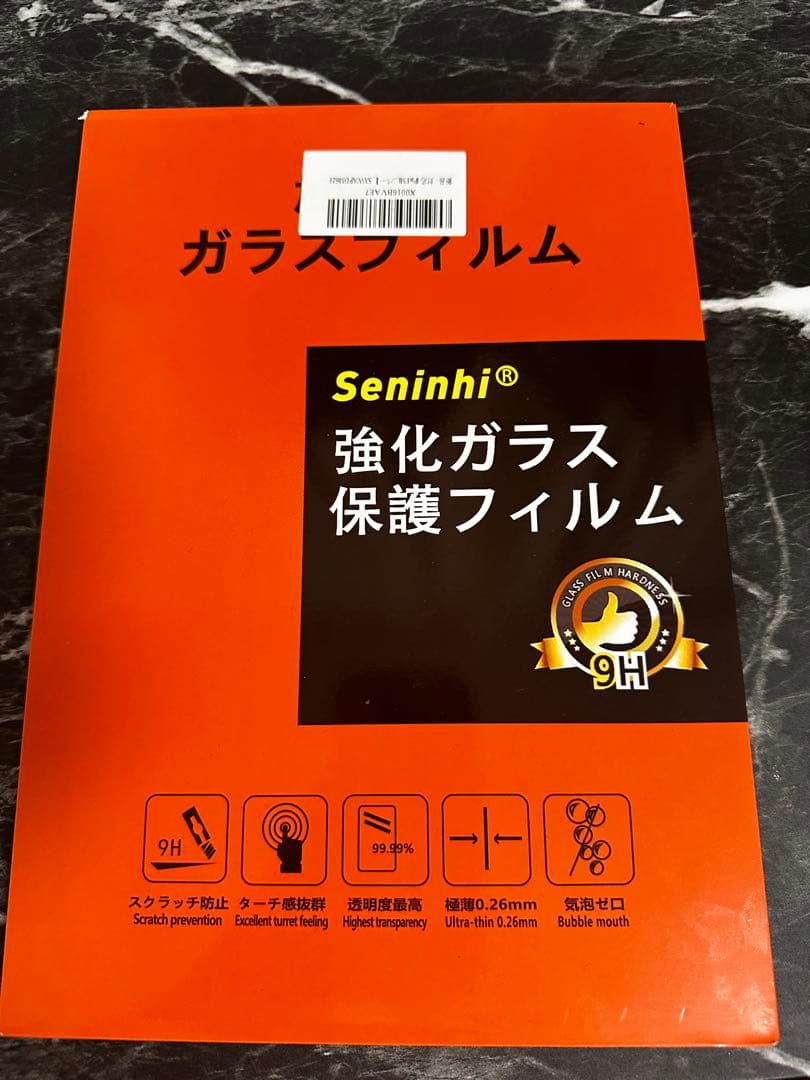 X0016BVAE7
ガラスフィルム
Seninhi®
強化ガラス
保護フィルム
GLASS FILM HARDNESS
9H
9H
99.99%
スクラッチ防止
Scratch prevention
ターチ感抜群
Excellent turret feeling
透明度最高
Highest transparency
極薄0.26mm
Ultra-thin 0.26mm
気泡ゼロ
Bubble mouth